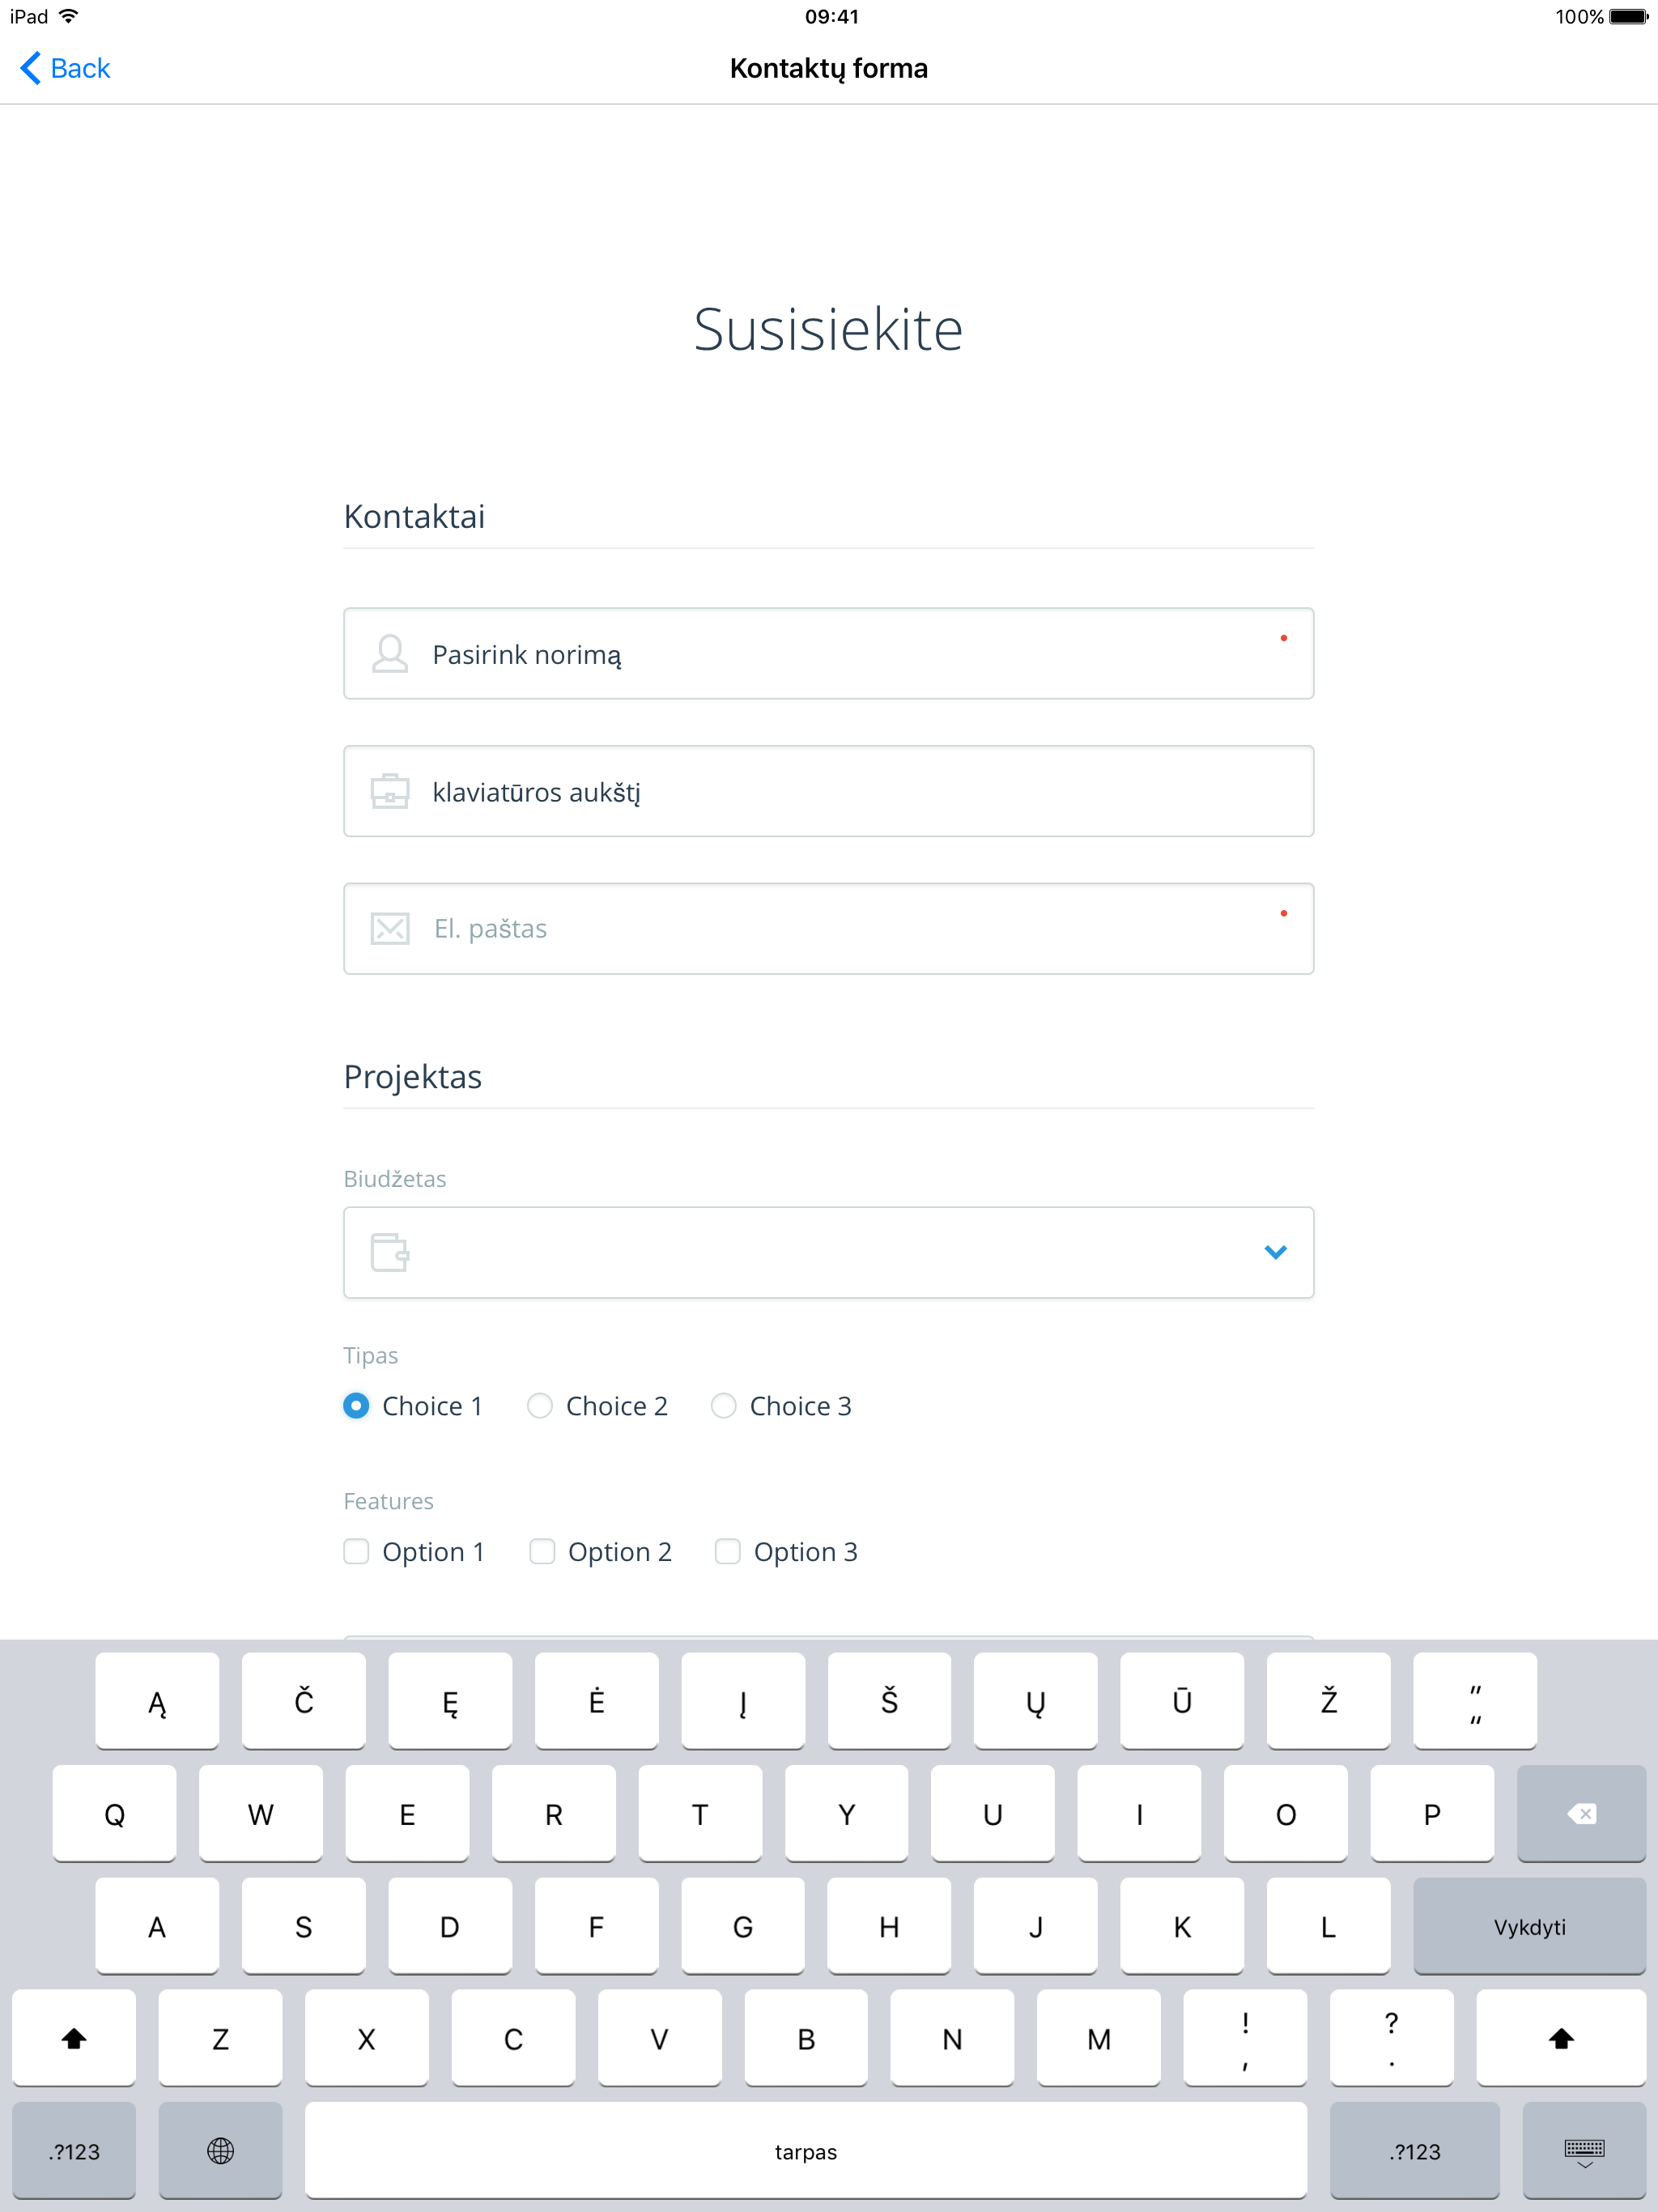 iPad 09:41 100%
Back Kontaktų forma
Susisiekite
Kontaktai
Pasirink norimą
klaviatūros aukštį
El. paštas
Projektas
Biudžetas
Tipas
Choice 1 Choice 2 Choice 3
Features
Option 1 Option 2 Option 3
Ą Č Ę Ė Į Š Ų Ū Ž ” “
Q W E R T Y U I O P
A S D F G H J K L Vykdyti
Z X C V B N M ! , ? .
.?123 tarpas .?123